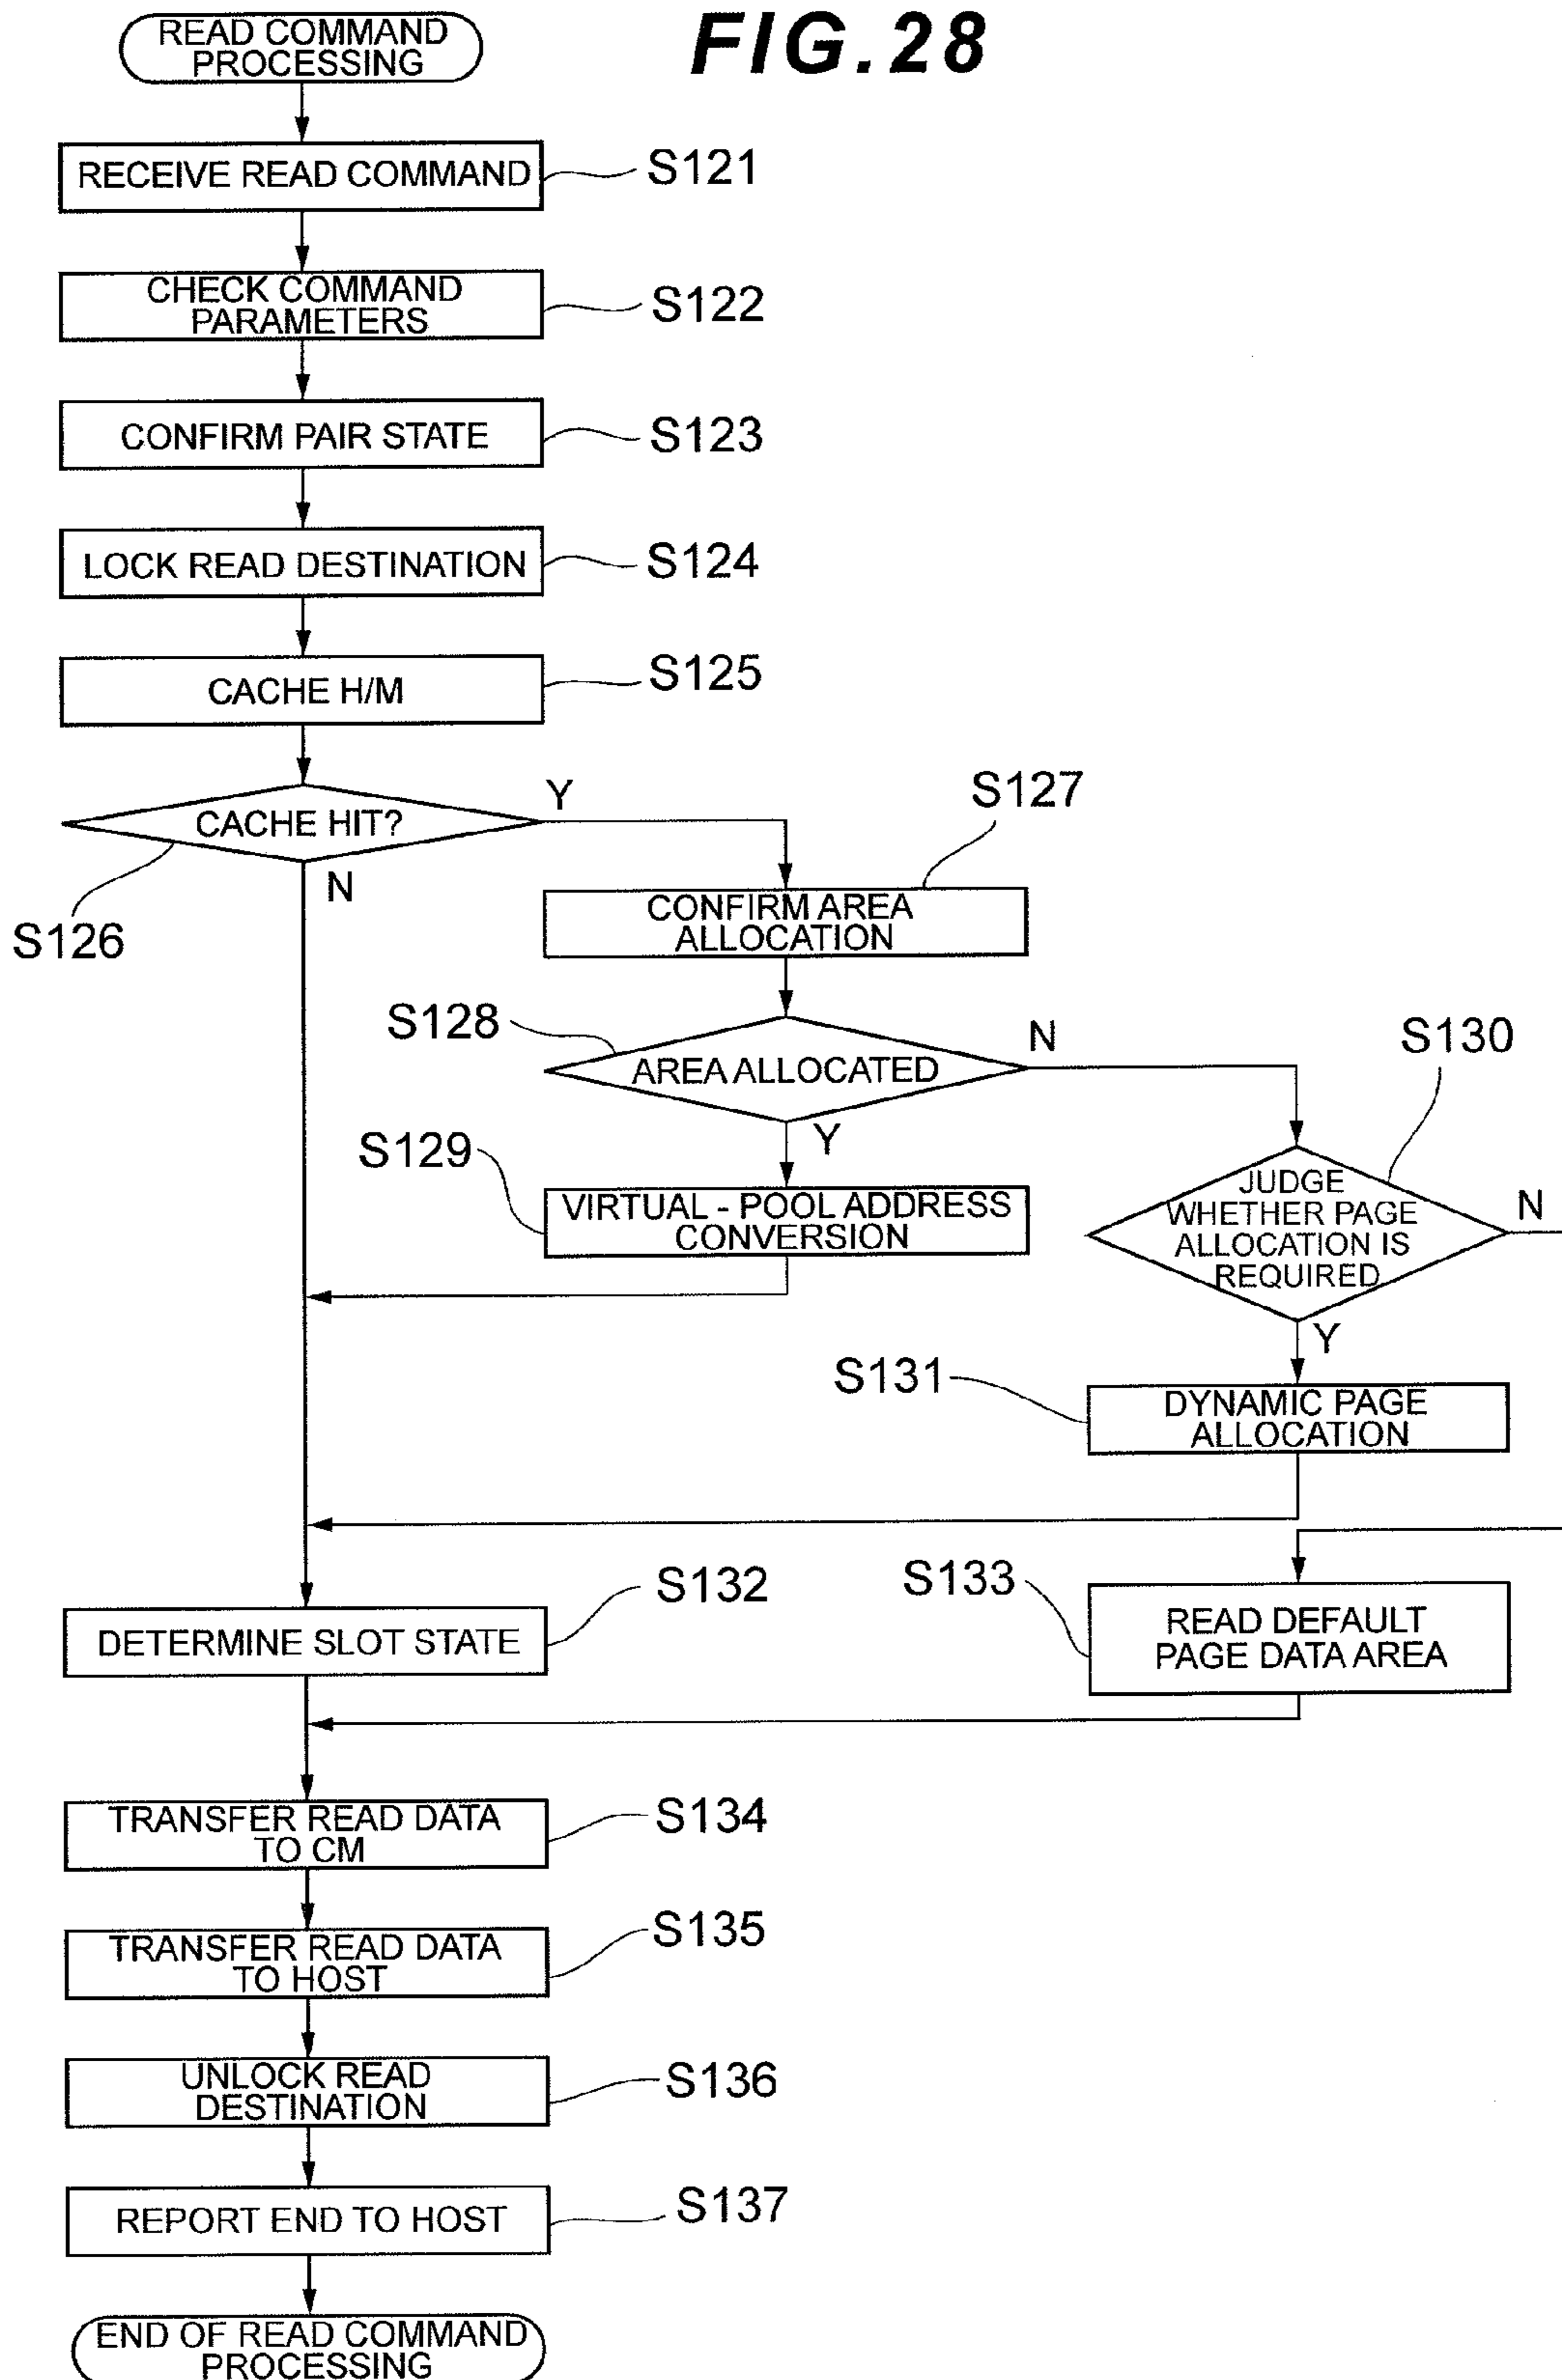 FIG.28
READ COMMAND
PROCESSING
RECEIVE READ COMMAND
S121
CHECK COMMAND
PARAMETERS
S122
CONFIRM PAIR STATE
S123
LOCK READ DESTINATION
S124
CACHE H/M
S125
CACHE HIT?
Y
N
S126
S127
CONFIRM AREA
ALLOCATION
S128
AREA ALLOCATED
N
Y
S129
VIRTUAL - POOL ADDRESS
CONVERSION
S130
JUDGE
WHETHER PAGE
ALLOCATION IS
REQUIRED
N
Y
S131
DYNAMIC PAGE
ALLOCATION
S132
DETERMINE SLOT STATE
S133
READ DEFAULT
PAGE DATA AREA
TRANSFER READ DATA
TO CM
S134
TRANSFER READ DATA
TO HOST
S135
UNLOCK READ
DESTINATION
S136
REPORT END TO HOST
S137
END OF READ COMMAND
PROCESSING